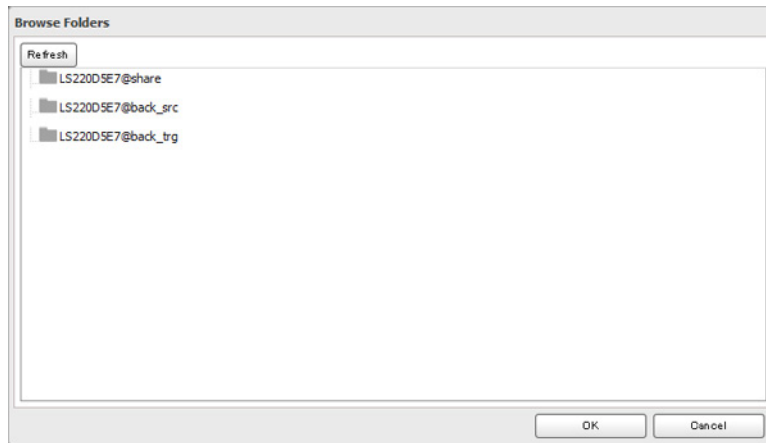 Browse Folders
Refresh
LS220D5E7@share
LS220D5E7@back_src
LS220D5E7@back_trg
OK
Cancel